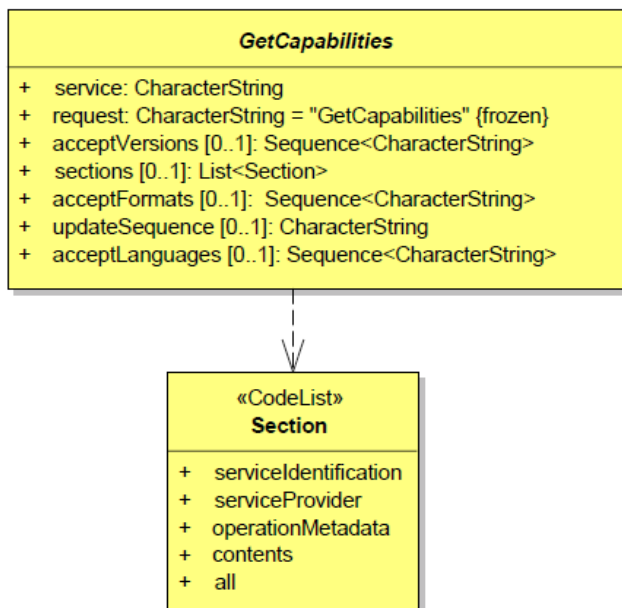 GetCapabilities
+ service: CharacterString
+ request: CharacterString = "GetCapabilities" {frozen}
+ acceptVersions [0..1]: Sequence<CharacterString>
+ sections [0..1]: List<Section>
+ acceptFormats [0..1]: Sequence<CharacterString>
+ updateSequence [0..1]: CharacterString
+ acceptLanguages [0..1]: Sequence<CharacterString>
«CodeList»
Section
+ serviceIdentification
+ serviceProvider
+ operationMetadata
+ contents
+ all